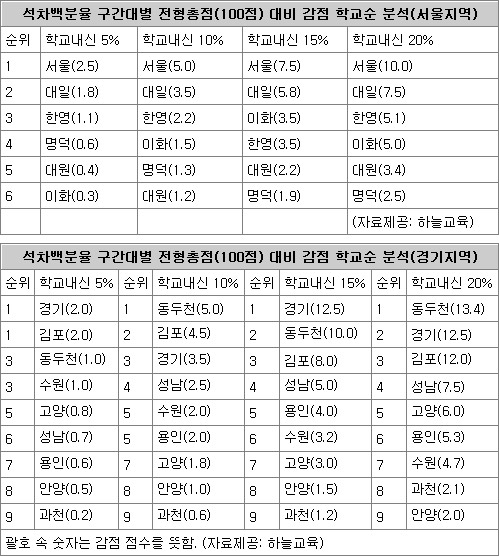 석차백분율 구간대별 전형총점(100점) 대비 감점 학교순 분석(서울지역)
순위 학교내신 5% 학교내신 10% 학교내신 15% 학교내신 20%
1 서울(2.5) 서울(5.0) 서울(7.5) 서울(10.0)
2 대일(1.8) 대일(3.5) 대일(5.8) 대일(7.5)
3 한영(1.1) 한영(2.2) 이화(3.5) 한영(5.1)
4 명덕(0.6) 이화(1.5) 한영(3.5) 이화(5.0)
5 대원(0.4) 명덕(1.3) 대원(2.2) 대원(3.4)
6 이화(0.3) 대원(1.2) 명덕(1.9) 명덕(2.5)
(자료제공: 하늘교육)
석차백분율 구간대별 전형총점(100점) 대비 감점 학교순 분석(경기지역)
순위 학교내신 5% 순위 학교내신 10% 순위 학교내신 15% 순위 학교내신 20%
1 경기(2.0) 1 동두천(5.0) 1 경기(12.5) 1 동두천(13.4)
1 김포(2.0) 2 김포(4.5) 2 동두천(10.0) 2 경기(12.5)
3 동두천(1.0) 3 경기(3.5) 3 김포(8.0) 3 김포(12.0)
3 수원(1.0) 4 성남(2.5) 4 성남(5.0) 4 성남(7.5)
5 고양(0.8) 5 수원(2.0) 5 용인(4.0) 5 고양(6.0)
6 성남(0.7) 5 용인(2.0) 6 수원(3.2) 6 용인(5.3)
7 용인(0.6) 7 고양(1.8) 7 고양(3.0) 7 수원(4.7)
8 안양(0.5) 8 안양(1.0) 8 안양(1.5) 8 과천(2.1)
9 과천(0.2) 9 과천(0.6) 9 과천(1.2) 9 안양(2.0)
괄호 속 숫자는 감점 점수를 뜻함. (자료제공: 하늘교육)